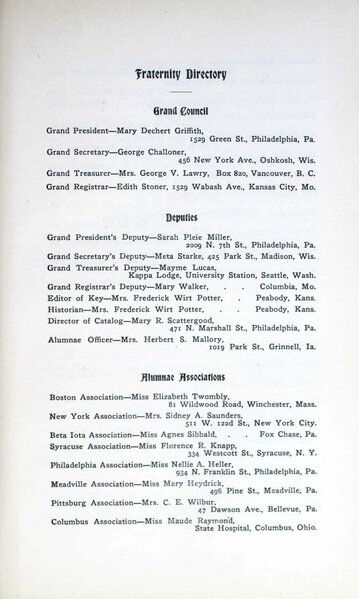 Fraternity Directory
Grand Council
Grand President—Mary Dechert Griffith,
1529 Green St., Philadelphia, Pa.
Grand Secretary—George Challoner,
456 New York Ave., Oshkosh, Wis.
Grand Treasurer—Mrs. George V. Lawry, Box 820, Vancouver, B. C.
Grand Registrar—Edith Stoner, 1529 Wabash Ave., Kansas City, Mo.
Deputies
Grand President's Deputy—Sarah Pleie Miller,
2009 N. 7th St., Philadelphia, Pa.
Grand Secretary's Deputy—Meta Starke, 425 Park St., Madison, Wis.
Grand Treasurer's Deputy—Mayme Lucas,
Kappa Lodge, University Station, Seattle, Wash.
Grand Registrar's Deputy—Mary Walker, . . Columbia, Mo.
Editor of Key—Mrs. Frederick Wirt Potter, . Peabody, Kans.
Historian—Mrs. Frederick Wirt Potter, . . Peabody, Kans.
Director of Catalog—Mary R. Scattergood,
471 N. Marshall St., Philadelphia, Pa.
Alumnae Officer—Mrs. Herbert S. Mallory,
1019 Park St., Grinnell, Ia.
Alumnae Associations
Boston Association—Miss Elizabeth Twombly,
81 Wildwood Road, Winchester, Mass.
New York Association—Mrs. Sidney A. Saunders,
511 W. 122d St., New York City.
Beta Iota Association—Miss Agnes Sibbald, . . Fox Chase, Pa.
Syracuse Association—Miss Florence R. Knapp,
334 Westcott St., Syracuse, N. Y.
Philadelphia Association—Miss Nellie A. Heller,
934 N. Franklin St., Philadelphia, Pa.
Meadville Association—Miss Mary Heydrick,
496 Pine St., Meadville, Pa.
Pittsburg Association—Mrs. C. E. Wilbur,
47 Dawson Ave., Bellevue, Pa.
Columbus Association—Miss Maude Raymond,
State Hospital, Columbus, Ohio.